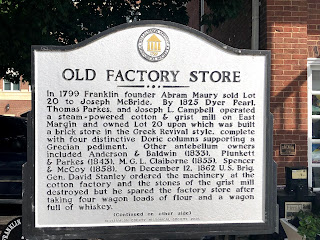 OLD FACTORY STORE
In 1799 Franklin founder Abram Maury sold Lot
20 to Joseph McBride. By 1825 Dyer Pearl,
Thomas Parkes, and Joseph L. Campbell operated
a steam-powered cotton & grist mill on East
Margin and owned Lot 20 upon which was built
a brick store in the Greek Revival style, complete
with four distinctive Doric columns supporting a
Grecian pediment. Other antebellum owners
included Anderson & Baldwin (1833), Plunkett
& Parkes (1843), M.G.L. Claiborne (1855), Spencer
& McCoy (1858). On December 12, 1862 U.S. Brig.
Gen. David Stanley ordered the machinery at the
cotton factory and the stones of the grist mill
destroyed but he spared the factory store after
taking four wagon loads of flour and a wagon
full of whiskey.
(Continued on other side)
FRANKLIN